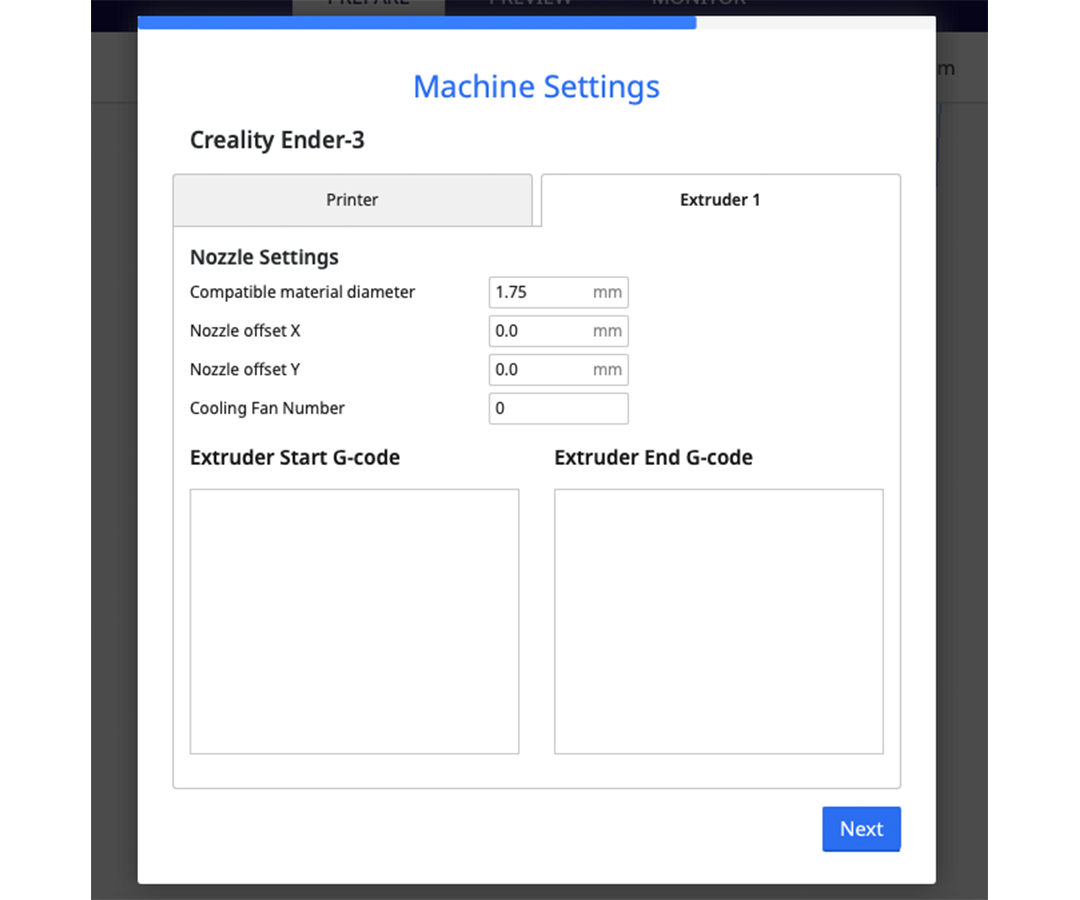 PREPARE PREVIEW MONITOR
m
Machine Settings
Creality Ender-3
Printer Extruder 1
Nozzle Settings
Compatible material diameter 1.75 mm
Nozzle offset X 0.0 mm
Nozzle offset Y 0.0 mm
Cooling Fan Number 0
Extruder Start G-code Extruder End G-code
Next